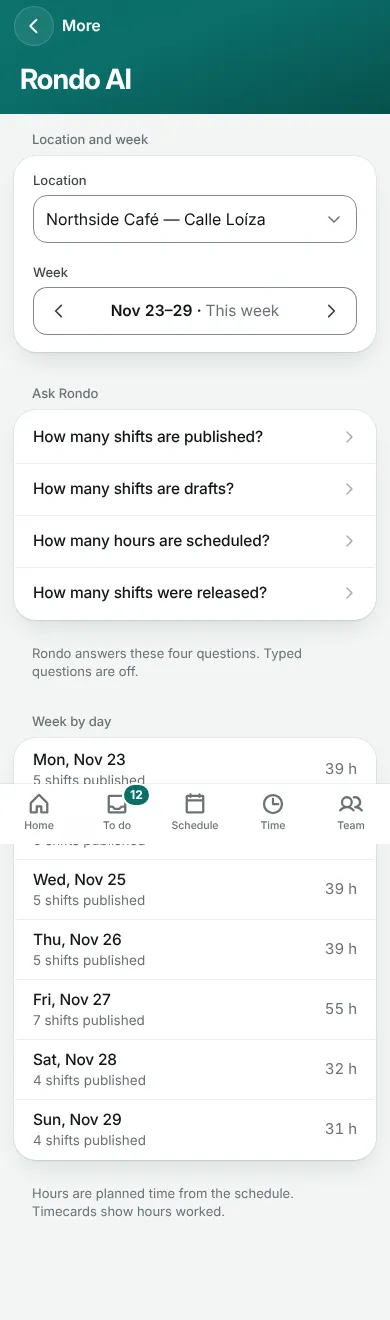 More
Rondo AI
Location and week
Location
Northside Café — Calle Loíza
Week
Nov 23–29 · This week
Ask Rondo
How many shifts are published?
How many shifts are drafts?
How many hours are scheduled?
How many shifts were released?
Rondo answers these four questions. Typed
questions are off.
Week by day
Mon, Nov 23
39 h
5 shifts published
12
Home
To do
Schedule
Time
Team
shifts published
Wed, Nov 25
39 h
5 shifts published
Thu, Nov 26
39 h
5 shifts published
Fri, Nov 27
55 h
7 shifts published
Sat, Nov 28
32 h
4 shifts published
Sun, Nov 29
31 h
4 shifts published
Hours are planned time from the schedule.
Timecards show hours worked.